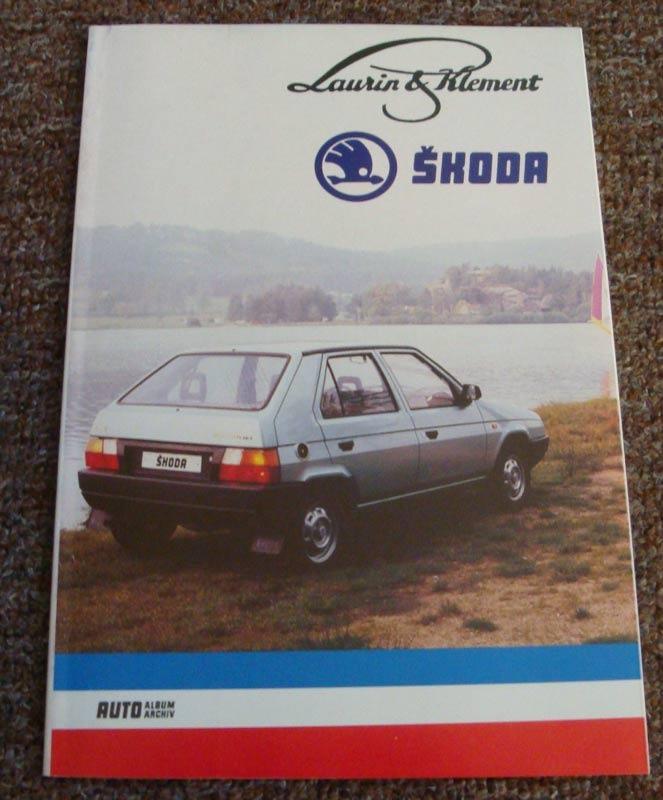 Laurin & Klement
ŠKODA
ŠKODA
AUTO ALBUM
ARCHIV